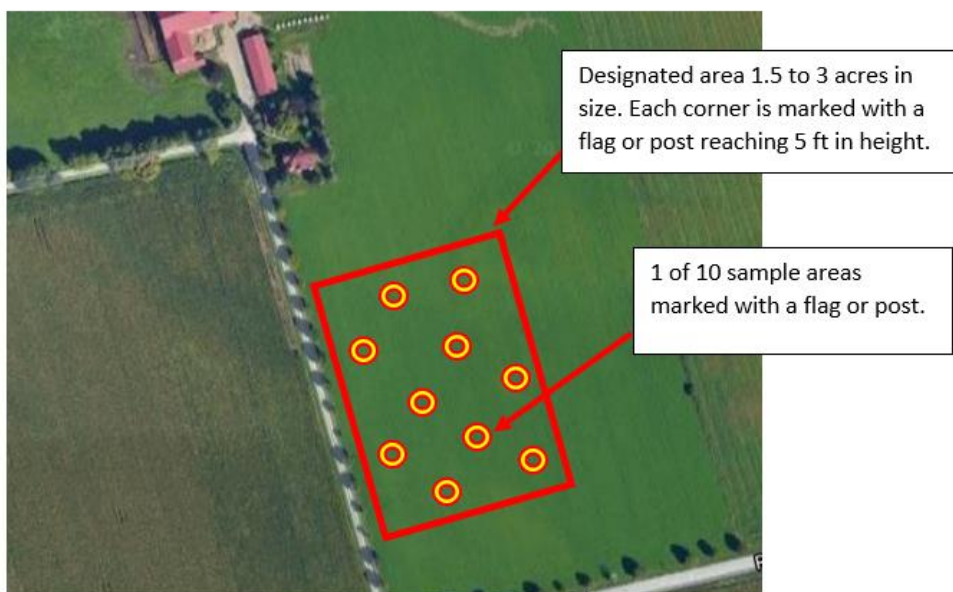 Designated area 1.5 to 3 acres in
size. Each corner is marked with a
flag or post reaching 5 ft in height.
1 of 10 sample areas
marked with a flag or post.